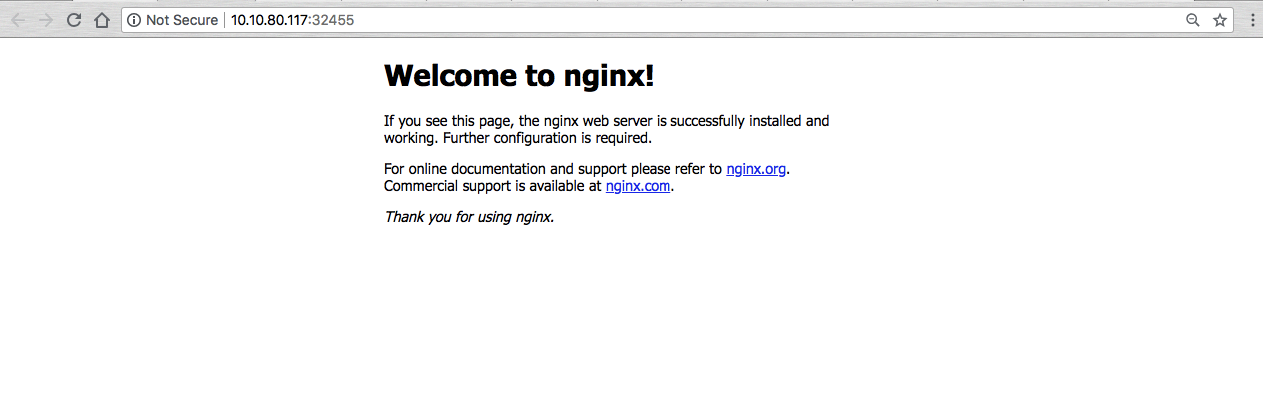 Not Secure | 10.10.80.117:32455
Welcome to nginx!
If you see this page, the nginx web server is successfully installed and
working. Further configuration is required.
For online documentation and support please refer to nginx.org.
Commercial support is available at nginx.com.
Thank you for using nginx.